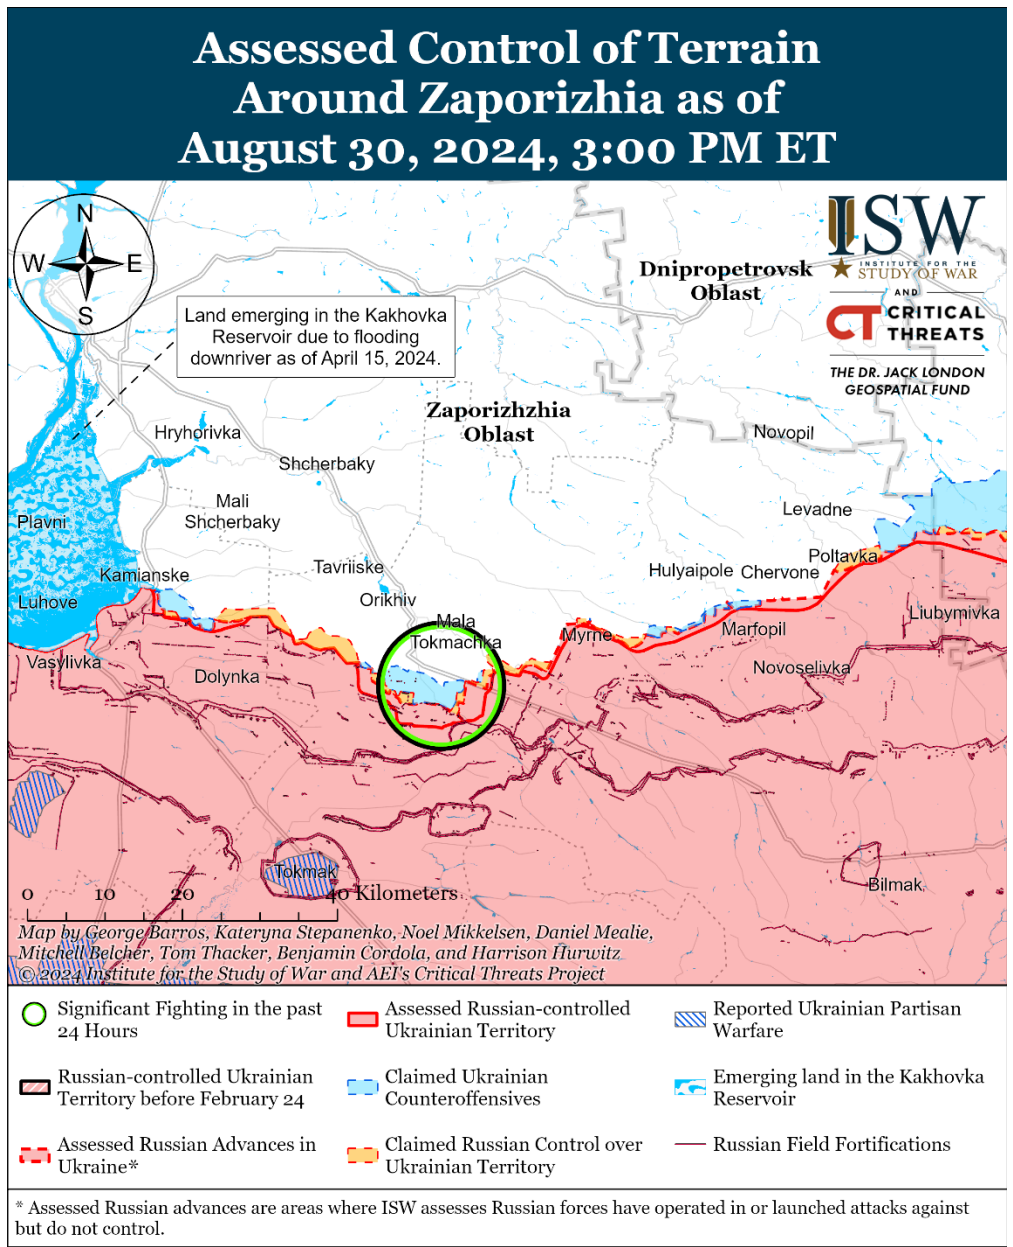 Assessed Control of Terrain
Around Zaporizhia as of
August 30, 2024, 3:00 PM ET
N
W
E
S
ISW
INSTITUTE FOR THE
STUDY OF WAR
AND
CT CRITICAL
THREATS
THE DR. JACK LONDON
GEOSPATIAL FUND
Dnipropetrovsk
Oblast
Land emerging in the Kakhovka
Reservoir due to flooding
downriver as of April 15, 2024.
Zaporizhzhia
Oblast
Hryhorivka
Novopil
Shcherbaky
Mali
Shcherbaky
Levadne
Plavni
Poltavka
Tavriiske
Kamianske
Hulyaipole
Chervone
Orikhiv
Luhove
Liubymivka
Mala
Tokmachka
Myrne
Marfopil
Vasylivka
Dolynka
Novoselivka
Tokmak
Bilmak
0 10 20 40 Kilometers
Map by George Barros, Kateryna Stepanenko, Noel Mikkelsen, Daniel Mealie,
Mitchell Belcher, Tom Thacker, Benjamin Cordola, and Harrison Hurwitz
© 2024 Institute for the Study of War and AEI's Critical Threats Project
Significant Fighting in the past
24 Hours
Russian-controlled Ukrainian
Territory before February 24
Assessed Russian Advances in
Ukraine*
Assessed Russian-controlled
Ukrainian Territory
Claimed Ukrainian
Counteroffensives
Claimed Russian Control over
Ukrainian Territory
Reported Ukrainian Partisan
Warfare
Emerging land in the Kakhovka
Reservoir
Russian Field Fortifications
* Assessed Russian advances are areas where ISW assesses Russian forces have operated in or launched attacks against
but do not control.